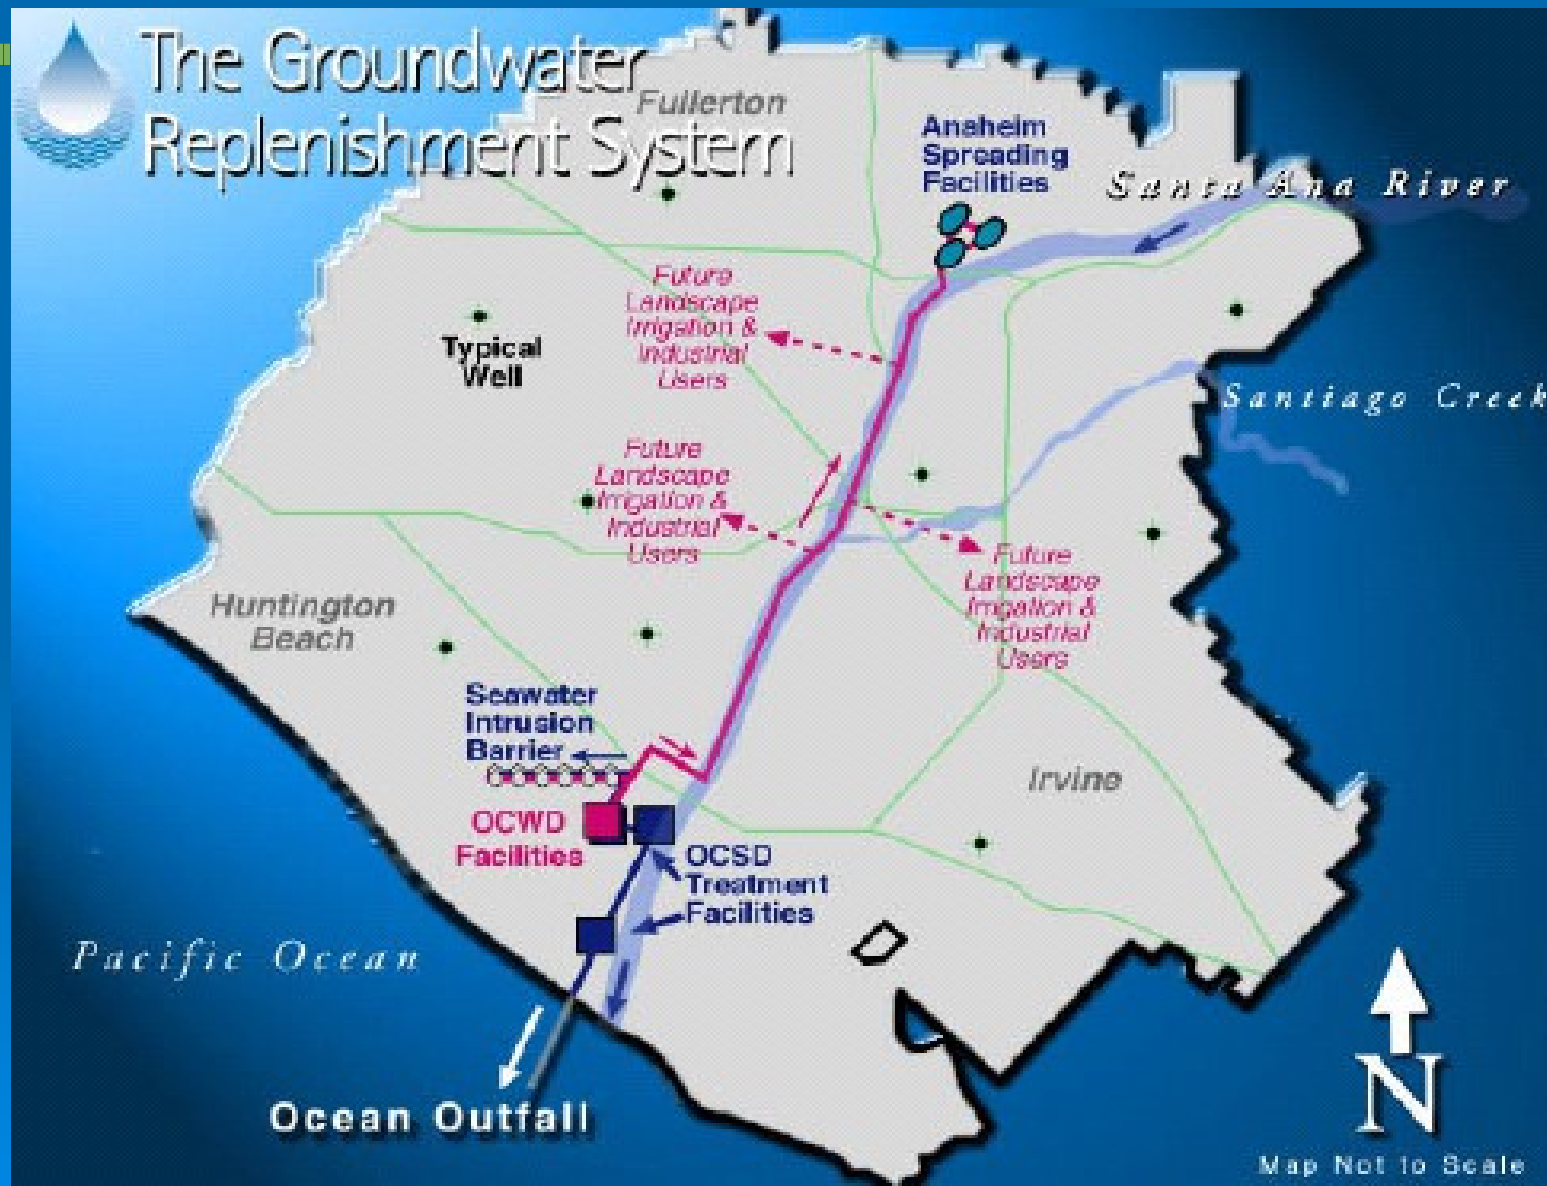 The Groundwater
Replenishment System
Fullerton
Anaheim
Spreading
Facilities
Santa Ana River
Future
Landscape
Irrigation &
Industrial
Users
Typical
Well
Santiago Creek
Future
Landscape
Irrigation &
Industrial
Users
Future
Landscape
Irrigation &
Industrial
Users
Huntington
Beach
Seawater
Intrusion
Barrier
Irvine
OCWD
Facilities
OCSD
Treatment
Facilities
Pacific Ocean
Ocean Outfall
N
Map Not to Scale